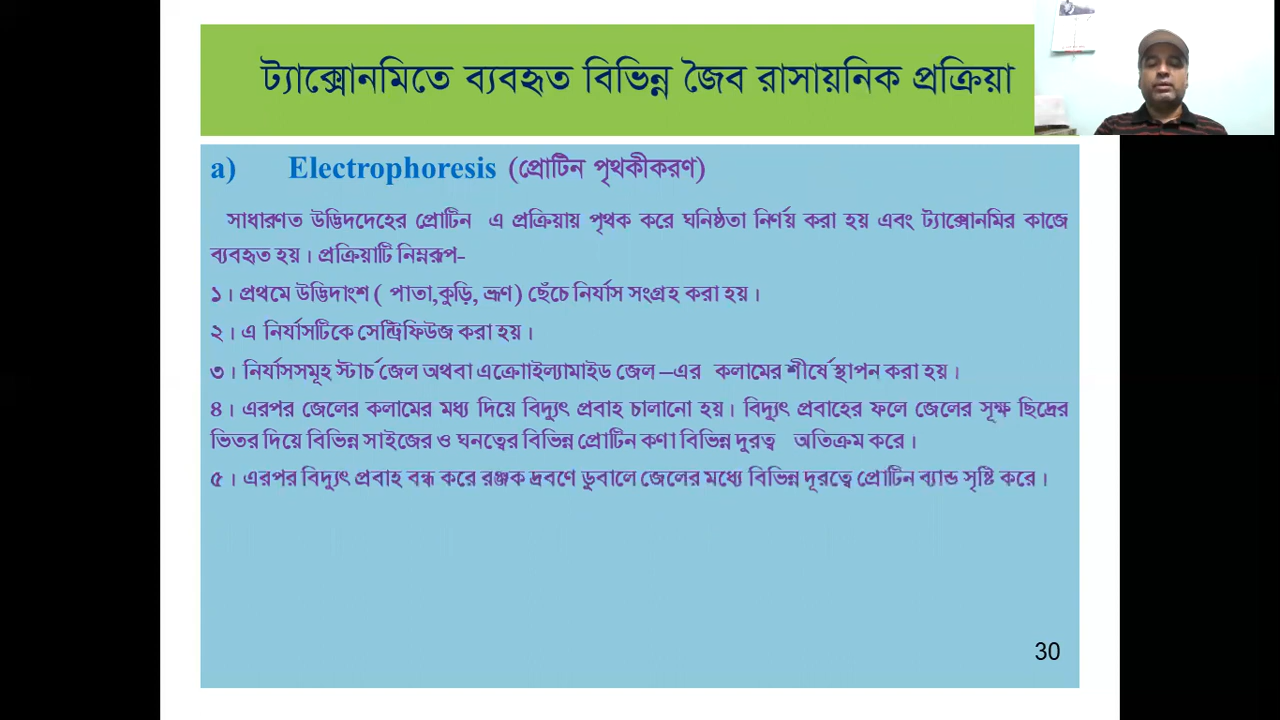 ট্যাক্সোনমিতে ব্যবহৃত বিভিন্ন জৈব রাসায়নিক প্রক্রিয়া
a) Electrophoresis (প্রোটিন পৃথকীকরণ)
সাধারণত উদ্ভিদদেহের প্রোটিন এ প্রক্রিয়ায় পৃথক করে ঘনিষ্ঠতা নির্ণয় করা হয় এবং ট্যাক্সোনমির কাজে
ব্যবহৃত হয়। প্রক্রিয়াটি নিম্নরূপ-
১। প্রথমে উদ্ভিদাংশ ( পাতা,কুড়ি, ভ্রূণ) ছেঁচে নির্যাস সংগ্রহ করা হয়।
২। এ নির্যাসটিকে সেন্ট্রিফিউজ করা হয়।
৩। নির্যাসসমূহ স্টার্চ জেল অথবা এক্রোইল্যামাইড জেল –এর কলামের শীর্ষে স্থাপন করা হয়।
৪। এরপর জেলের কলামের মধ্য দিয়ে বিদ্যুৎ প্রবাহ চালানো হয়। বিদ্যুৎ প্রবাহের ফলে জেলের সূক্ষ ছিদ্রের
ভিতর দিয়ে বিভিন্ন সাইজের ও ঘনত্বের বিভিন্ন প্রোটিন কণা বিভিন্ন দুরত্ব অতিক্রম করে।
৫। এরপর বিদ্যুৎ প্রবাহ বন্ধ করে রঞ্জক দ্রবণে ডুবালে জেলের মধ্যে বিভিন্ন দূরত্বে প্রোটিন ব্যান্ড সৃষ্টি করে।
30